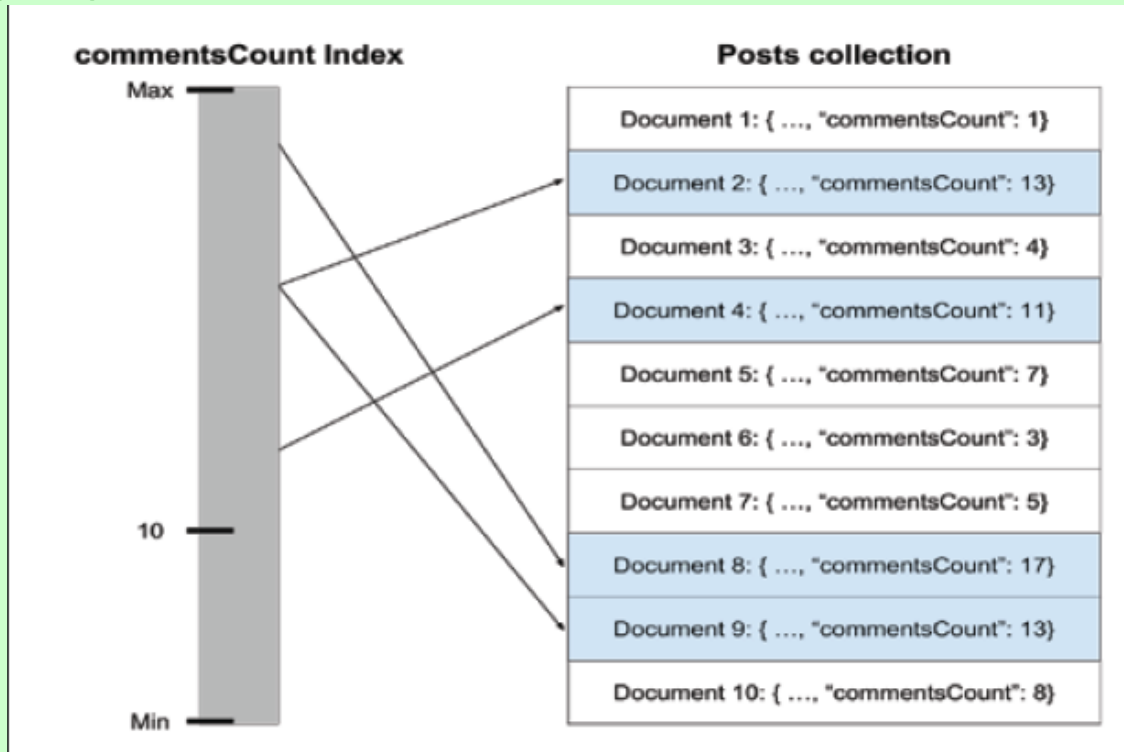 commentsCount Index
Max
10
Min
Posts collection
Document 1: { ..., "commentsCount": 1}
Document 2: { ..., "commentsCount": 13}
Document 3: { ..., "commentsCount": 4}
Document 4: { ..., "commentsCount": 11}
Document 5: { ..., "commentsCount": 7}
Document 6: { ..., "commentsCount": 3}
Document 7: { ..., "commentsCount": 5}
Document 8: { ..., "commentsCount": 17}
Document 9: { ..., "commentsCount": 13}
Document 10: { ..., "commentsCount": 8}